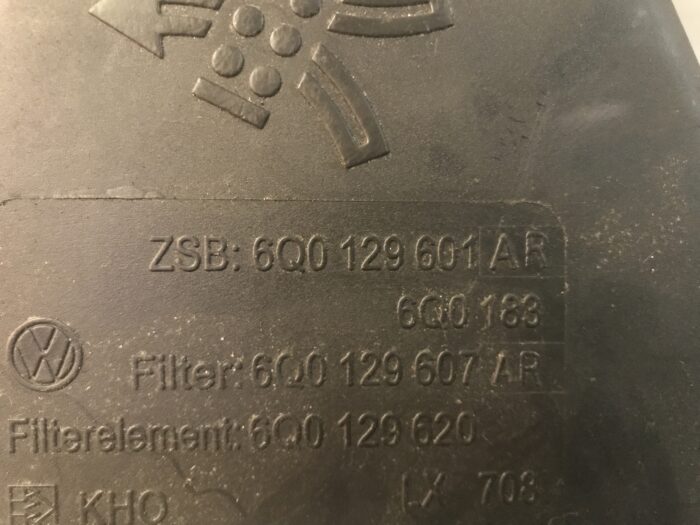 ZSB: 6Q0 129 601 AR
6Q0 183
Filter: 6Q0 129 607 AR
Filterelement: 6Q0 129 620
KHO LX 708